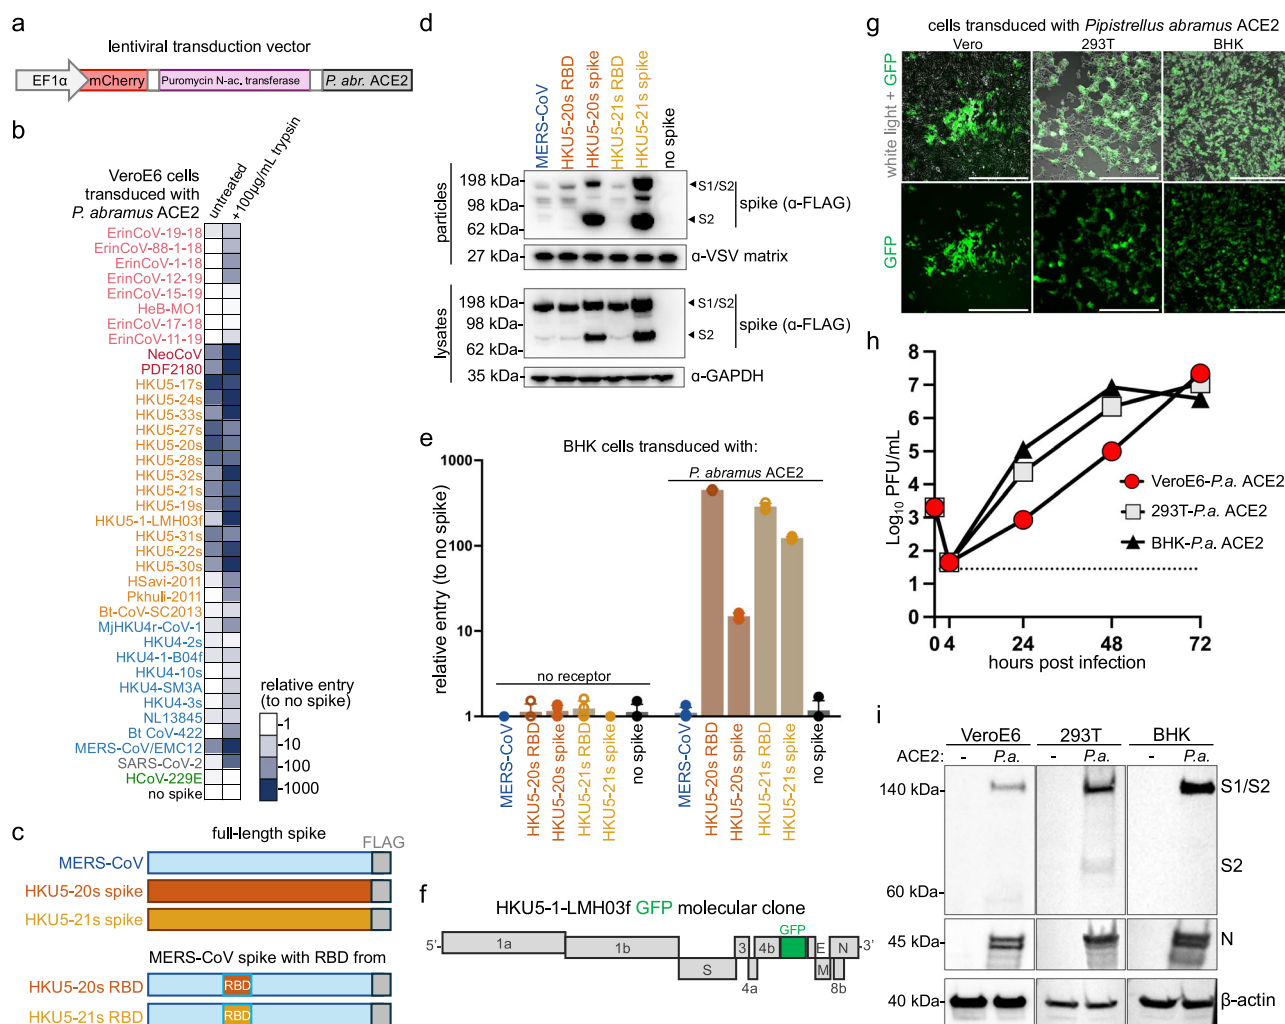 a
lentiviral transduction vector
EF1α
mCherry
Puromycin N-ac. transferase
P. abr. ACE2
b
VeroE6 cells
transduced with
P. abramus ACE2
untreated
+100µg/mL trypsin
ErinCoV-19-18
ErinCoV-88-1-18
ErinCoV-1-18
ErinCoV-12-19
ErinCoV-15-19
HeB-MO1
ErinCoV-17-18
ErinCoV-11-19
NeoCoV
PDF2180
HKU5-17s
HKU5-24s
HKU5-33s
HKU5-27s
HKU5-20s
HKU5-28s
HKU5-32s
HKU5-21s
HKU5-19s
HKU5-1-LMH03f
HKU5-31s
HKU5-22s
HKU5-30s
HSavi-2011
Pkhuli-2011
Bt-CoV-SC2013
MjHKU4r-CoV-1
HKU4-2s
HKU4-1-B04f
HKU4-10s
HKU4-SM3A
HKU4-3s
NL13845
Bt CoV-422
MERS-CoV/EMC12
SARS-CoV-2
HCoV-229E
no spike
relative entry
(to no spike)
1
10
100
1000
c
full-length spike
FLAG
MERS-CoV
HKU5-20s spike
HKU5-21s spike
MERS-CoV spike with RBD from
HKU5-20s RBD
RBD
HKU5-21s RBD
RBD
d
MERS-CoV
HKU5-20s RBD
HKU5-20s spike
HKU5-21s RBD
HKU5-21s spike
no spike
particles
198 kDa
98 kDa
62 kDa
S1/S2
S2
spike (α-FLAG)
27 kDa
α-VSV matrix
lysates
198 kDa
98 kDa
62 kDa
S1/S2
S2
spike (α-FLAG)
35 kDa
α-GAPDH
e
BHK cells transduced with:
P. abramus ACE2
no receptor
relative entry (to no spike)
1000
100
10
1
MERS-CoV
HKU5-20s RBD
HKU5-20s spike
HKU5-21s RBD
HKU5-21s spike
no spike
MERS-CoV
HKU5-20s RBD
HKU5-20s spike
HKU5-21s RBD
HKU5-21s spike
no spike
f
HKU5-1-LMH03f GFP molecular clone
5'
1a
1b
S
3
4a
4b
GFP
E
M
8b
N
3'
g
cells transduced with Pipistrellus abramus ACE2
Vero
293T
BHK
white light + GFP
GFP
h
Log10 PFU/mL
8
7
6
5
4
3
2
1
0
0 4 24 48 72
hours post infection
VeroE6-P.a. ACE2
293T-P.a. ACE2
BHK-P.a. ACE2
i
VeroE6 293T BHK
ACE2: - P.a. - P.a. - P.a.
140 kDa
60 kDa
S1/S2
S2
45 kDa
N
40 kDa
β-actin